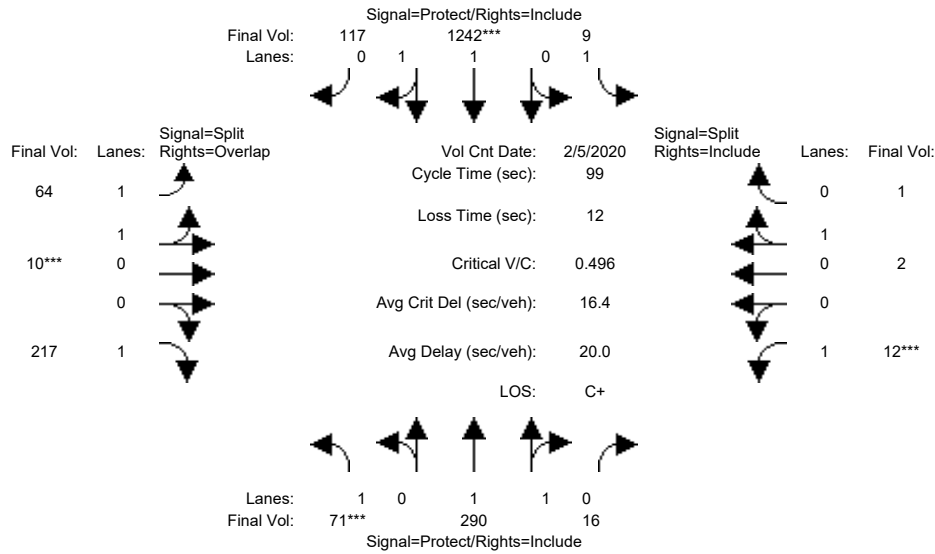 Signal=Protect/Rights=Include
Final Vol: 117 1242*** 9
Lanes: 0 1 1 0 1
Signal=Split
Final Vol: Lanes: Rights=Overlap
Vol Cnt Date: 2/5/2020
Signal=Split
Rights=Include Lanes: Final Vol:
Cycle Time (sec): 99
64 1
0 1
Loss Time (sec): 12
1
1
10*** 0
Critical V/C: 0.496
0 2
0
Avg Crit Del (sec/veh): 16.4
0
217 1
Avg Delay (sec/veh): 20.0
1 12***
LOS: C+
Lanes: 1 0 1 1 0
Final Vol: 71*** 290 16
Signal=Protect/Rights=Include